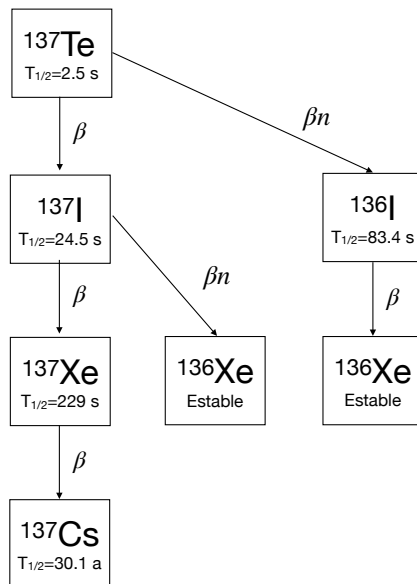 ¹³⁷Te
T₁/₂=2.5 s
β
βn
¹³⁷I
T₁/₂=24.5 s
¹³⁶I
T₁/₂=83.4 s
β
βn
β
¹³⁷Xe
T₁/₂=229 s
¹³⁶Xe
Estable
¹³⁶Xe
Estable
β
¹³⁷Cs
T₁/₂=30.1 a